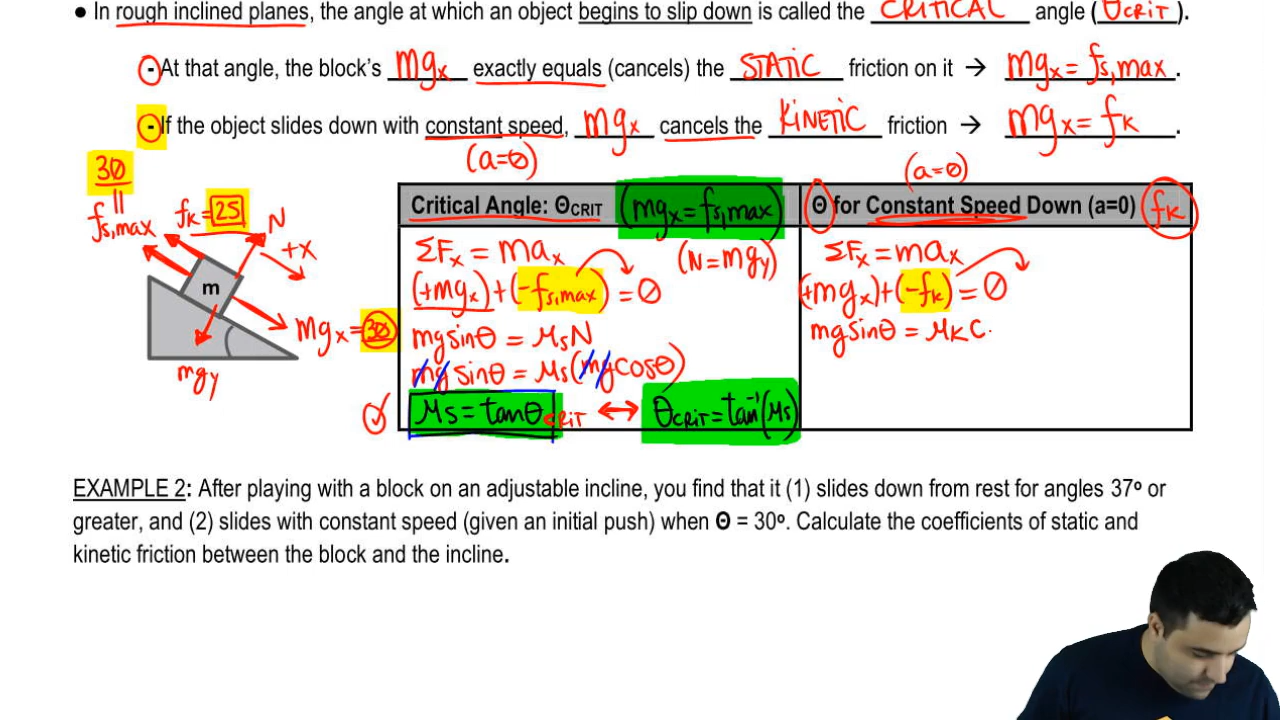 ● In rough inclined planes, the angle at which an object begins to slip down is called the CRITICAL angle (ΘCRIT).
-At that angle, the block's mgx exactly equals (cancels) the STATIC friction on it → mgx = fs,max.
-If the object slides down with constant speed, mgx cancels the KINETIC friction → mgx = fk.
(a=0)
(a=0)
30
=
fs,max
fk = 25
N
+x
m
mgx = 30
mgy
Critical Angle: ΘCRIT (mgx = fs,max)
ΣFx = max (N = mgy)
(+mgx) + (-fs,max) = 0
mg sinθ = μsN
mg sinθ = μs(mg cosθ)
μs = tanθCRIT ↔ θCRIT = tan⁻¹(μs)
Θ for Constant Speed Down (a=0) fk
ΣFx = max
(+mgx) + (-fk) = 0
mg sinθ = μk C
EXAMPLE 2: After playing with a block on an adjustable incline, you find that it (1) slides down from rest for angles 37º or
greater, and (2) slides with constant speed (given an initial push) when Θ = 30º. Calculate the coefficients of static and
kinetic friction between the block and the incline.